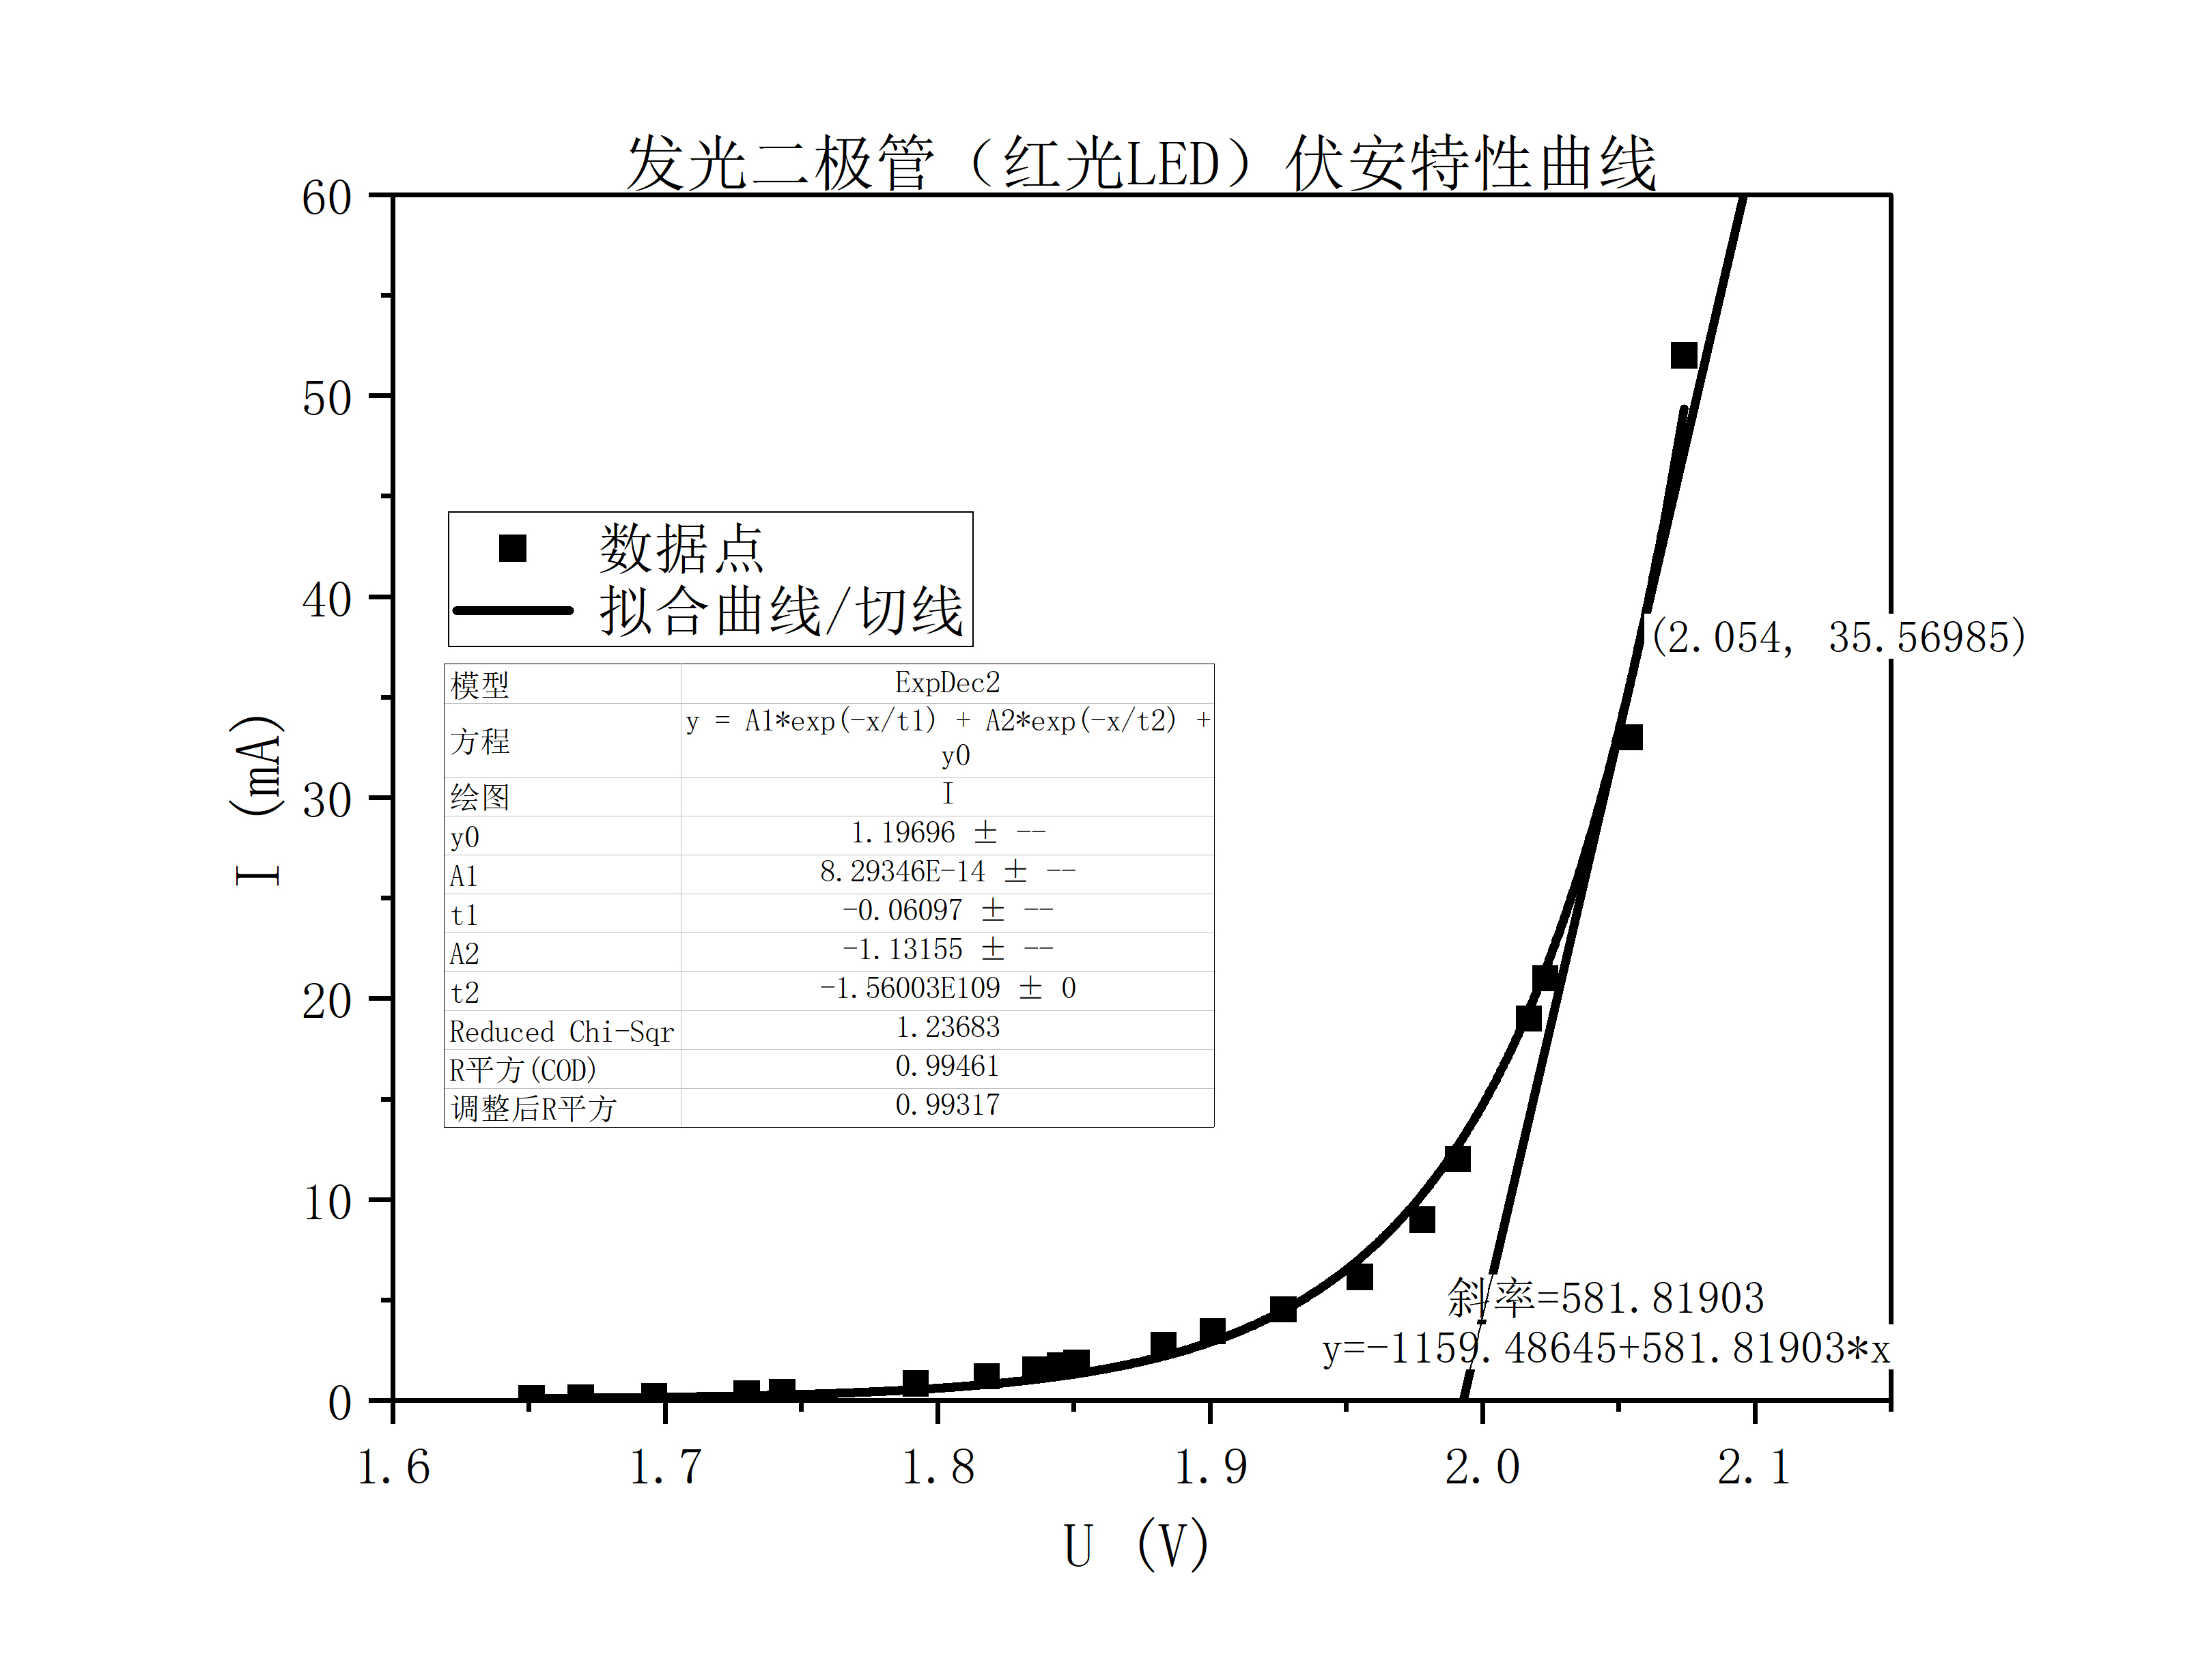 发光二极管（红光LED）伏安特性曲线
60
50
40
30
20
10
0
I (mA)
数据点
拟合曲线/切线
模型 ExpDec2
方程 y = A1*exp(-x/t1) + A2*exp(-x/t2) +
y0
绘图 I
y0 1.19696 ± --
A1 8.29346E-14 ± --
t1 -0.06097 ± --
A2 -1.13155 ± --
t2 -1.56003E109 ± 0
Reduced Chi-Sqr 1.23683
R平方(COD) 0.99461
调整后R平方 0.99317
(2.054, 35.56985)
斜率=581.81903
y=-1159.48645+581.81903*x
1.6 1.7 1.8 1.9 2.0 2.1
U (V)